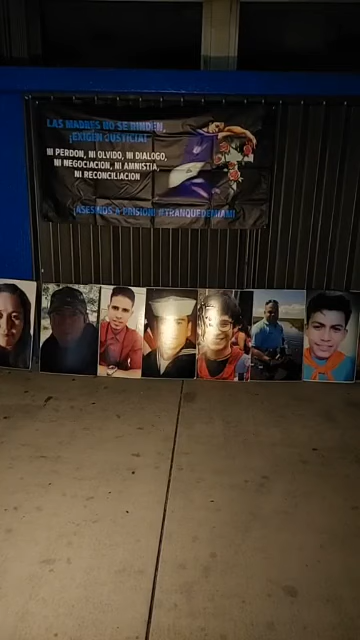 LAS MADRES NO SE RINDEN,
¡EXIGEN JUSTICIA!
NI PERDON, NI OLVIDO, NI DIALOGO,
NI NEGOCIACION, NI AMNISTIA,
NI RECONCILIACION
¡ASESINOS A PRISION! #TRANQUEDEMIAMI